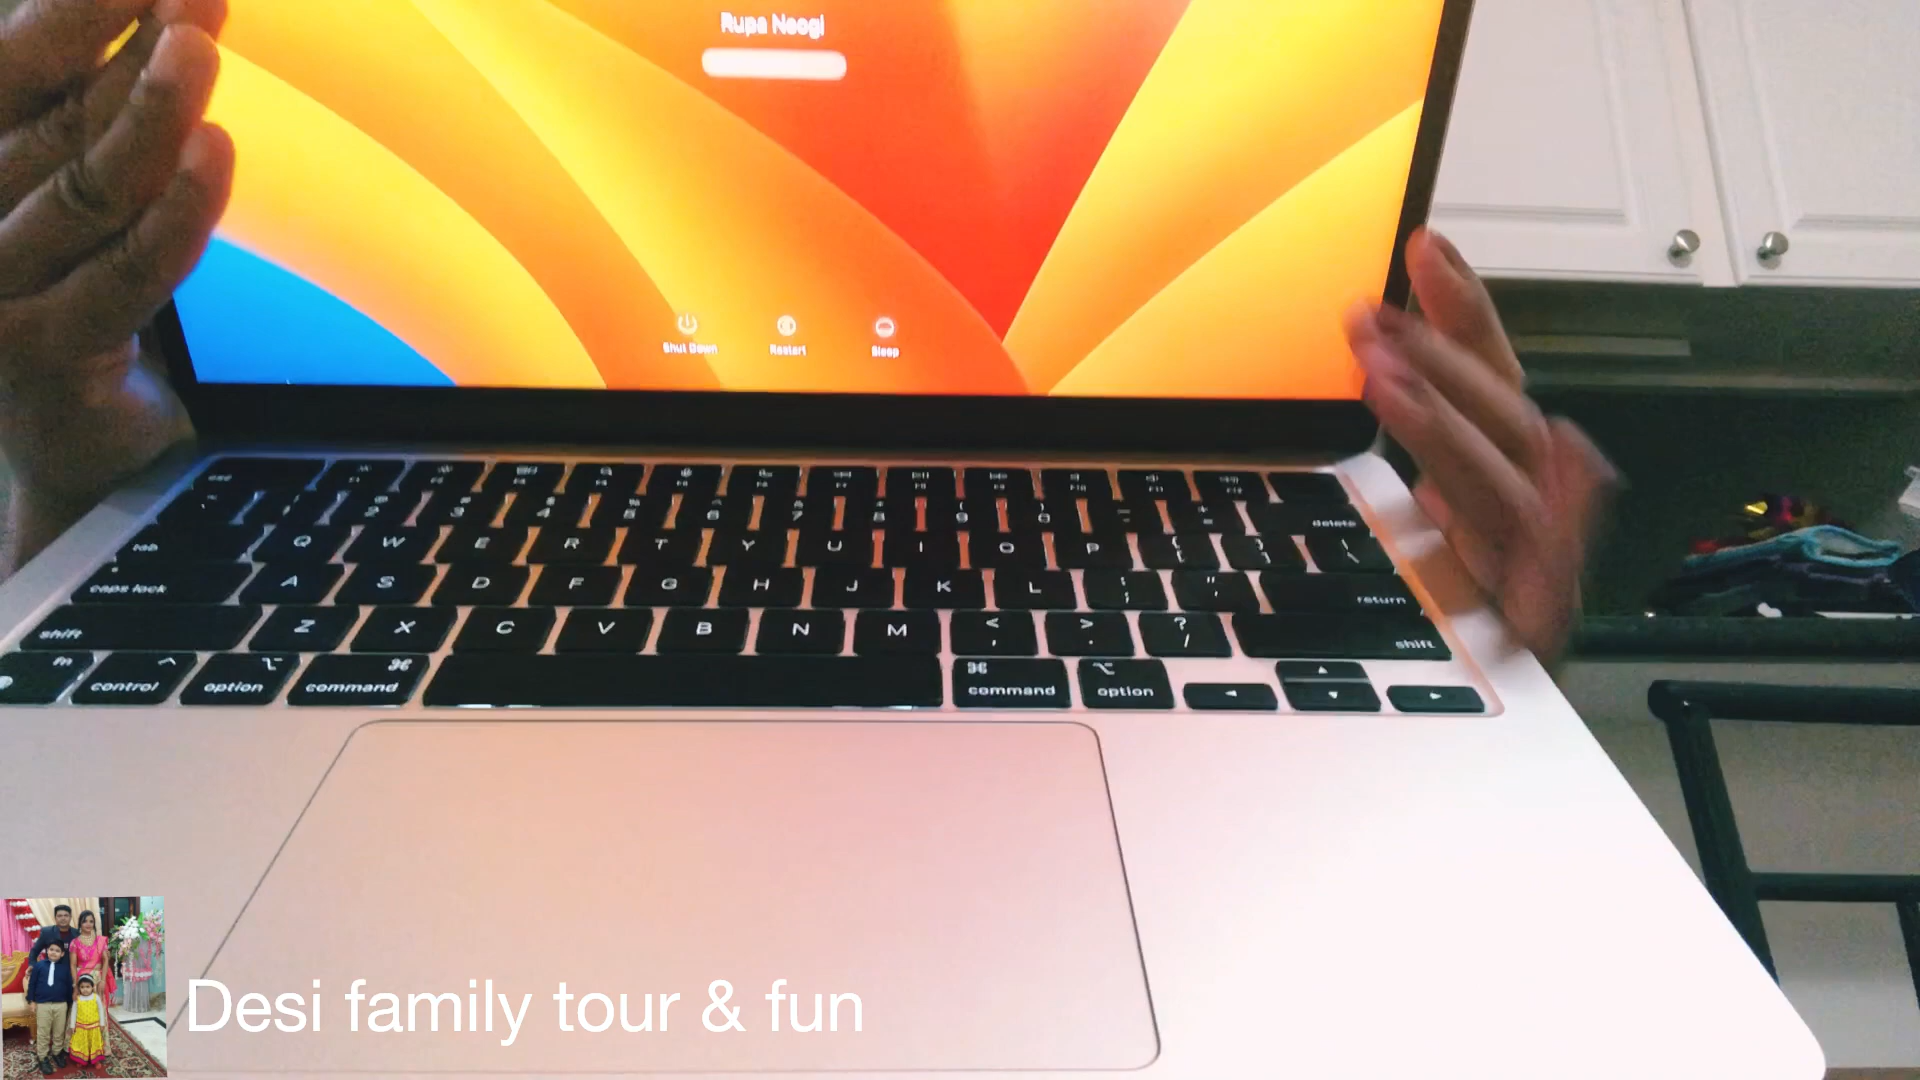 Rupa Neogi
Shut Down Restart Sleep
esc
delete
tab Q W E R T Y U I O P
caps lock A S D F G H J K L ; " ' return
shift Z X C V B N M < , > . ? / shift
fn control option command command option
Desi family tour & fun